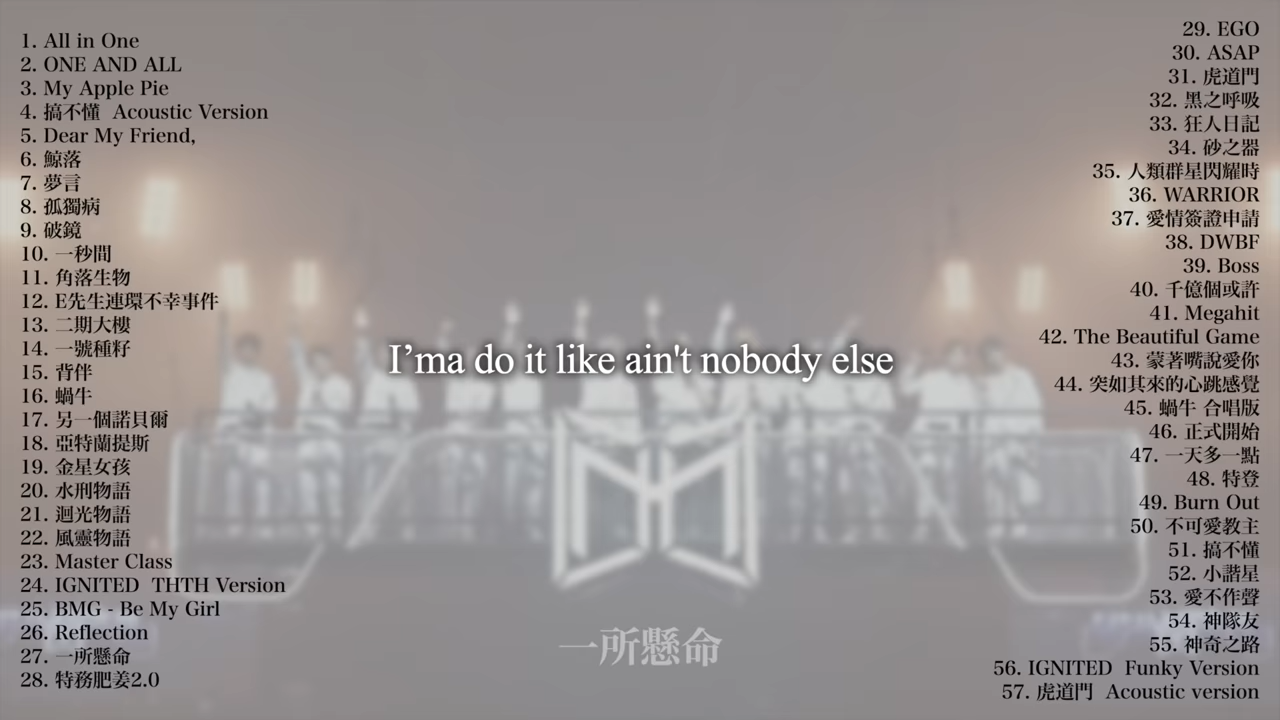 1. All in One
2. ONE AND ALL
3. My Apple Pie
4. 搞不懂 Acoustic Version
5. Dear My Friend,
6. 鯨落
7. 夢言
8. 孤獨病
9. 破鏡
10. 一秒間
11. 角落生物
12. E先生連環不幸事件
13. 二期大樓
14. 一號種籽
15. 背伴
16. 蝸牛
17. 另一個諾貝爾
18. 亞特蘭提斯
19. 金星女孩
20. 水刑物語
21. 迴光物語
22. 風靈物語
23. Master Class
24. IGNITED THTH Version
25. BMG - Be My Girl
26. Reflection
27. 一所懸命
28. 特務肥姜2.0
I’ma do it like ain't nobody else
一所懸命
29. EGO
30. ASAP
31. 虎道門
32. 黑之呼吸
33. 狂人日記
34. 砂之器
35. 人類群星閃耀時
36. WARRIOR
37. 愛情簽證申請
38. DWBF
39. Boss
40. 千億個或許
41. Megahit
42. The Beautiful Game
43. 蒙著嘴說愛你
44. 突如其來的心跳感覺
45. 蝸牛 合唱版
46. 正式開始
47. 一天多一點
48. 特登
49. Burn Out
50. 不可愛教主
51. 搞不懂
52. 小諧星
53. 愛不作聲
54. 神隊友
55. 神奇之路
56. IGNITED Funky Version
57. 虎道門 Acoustic version